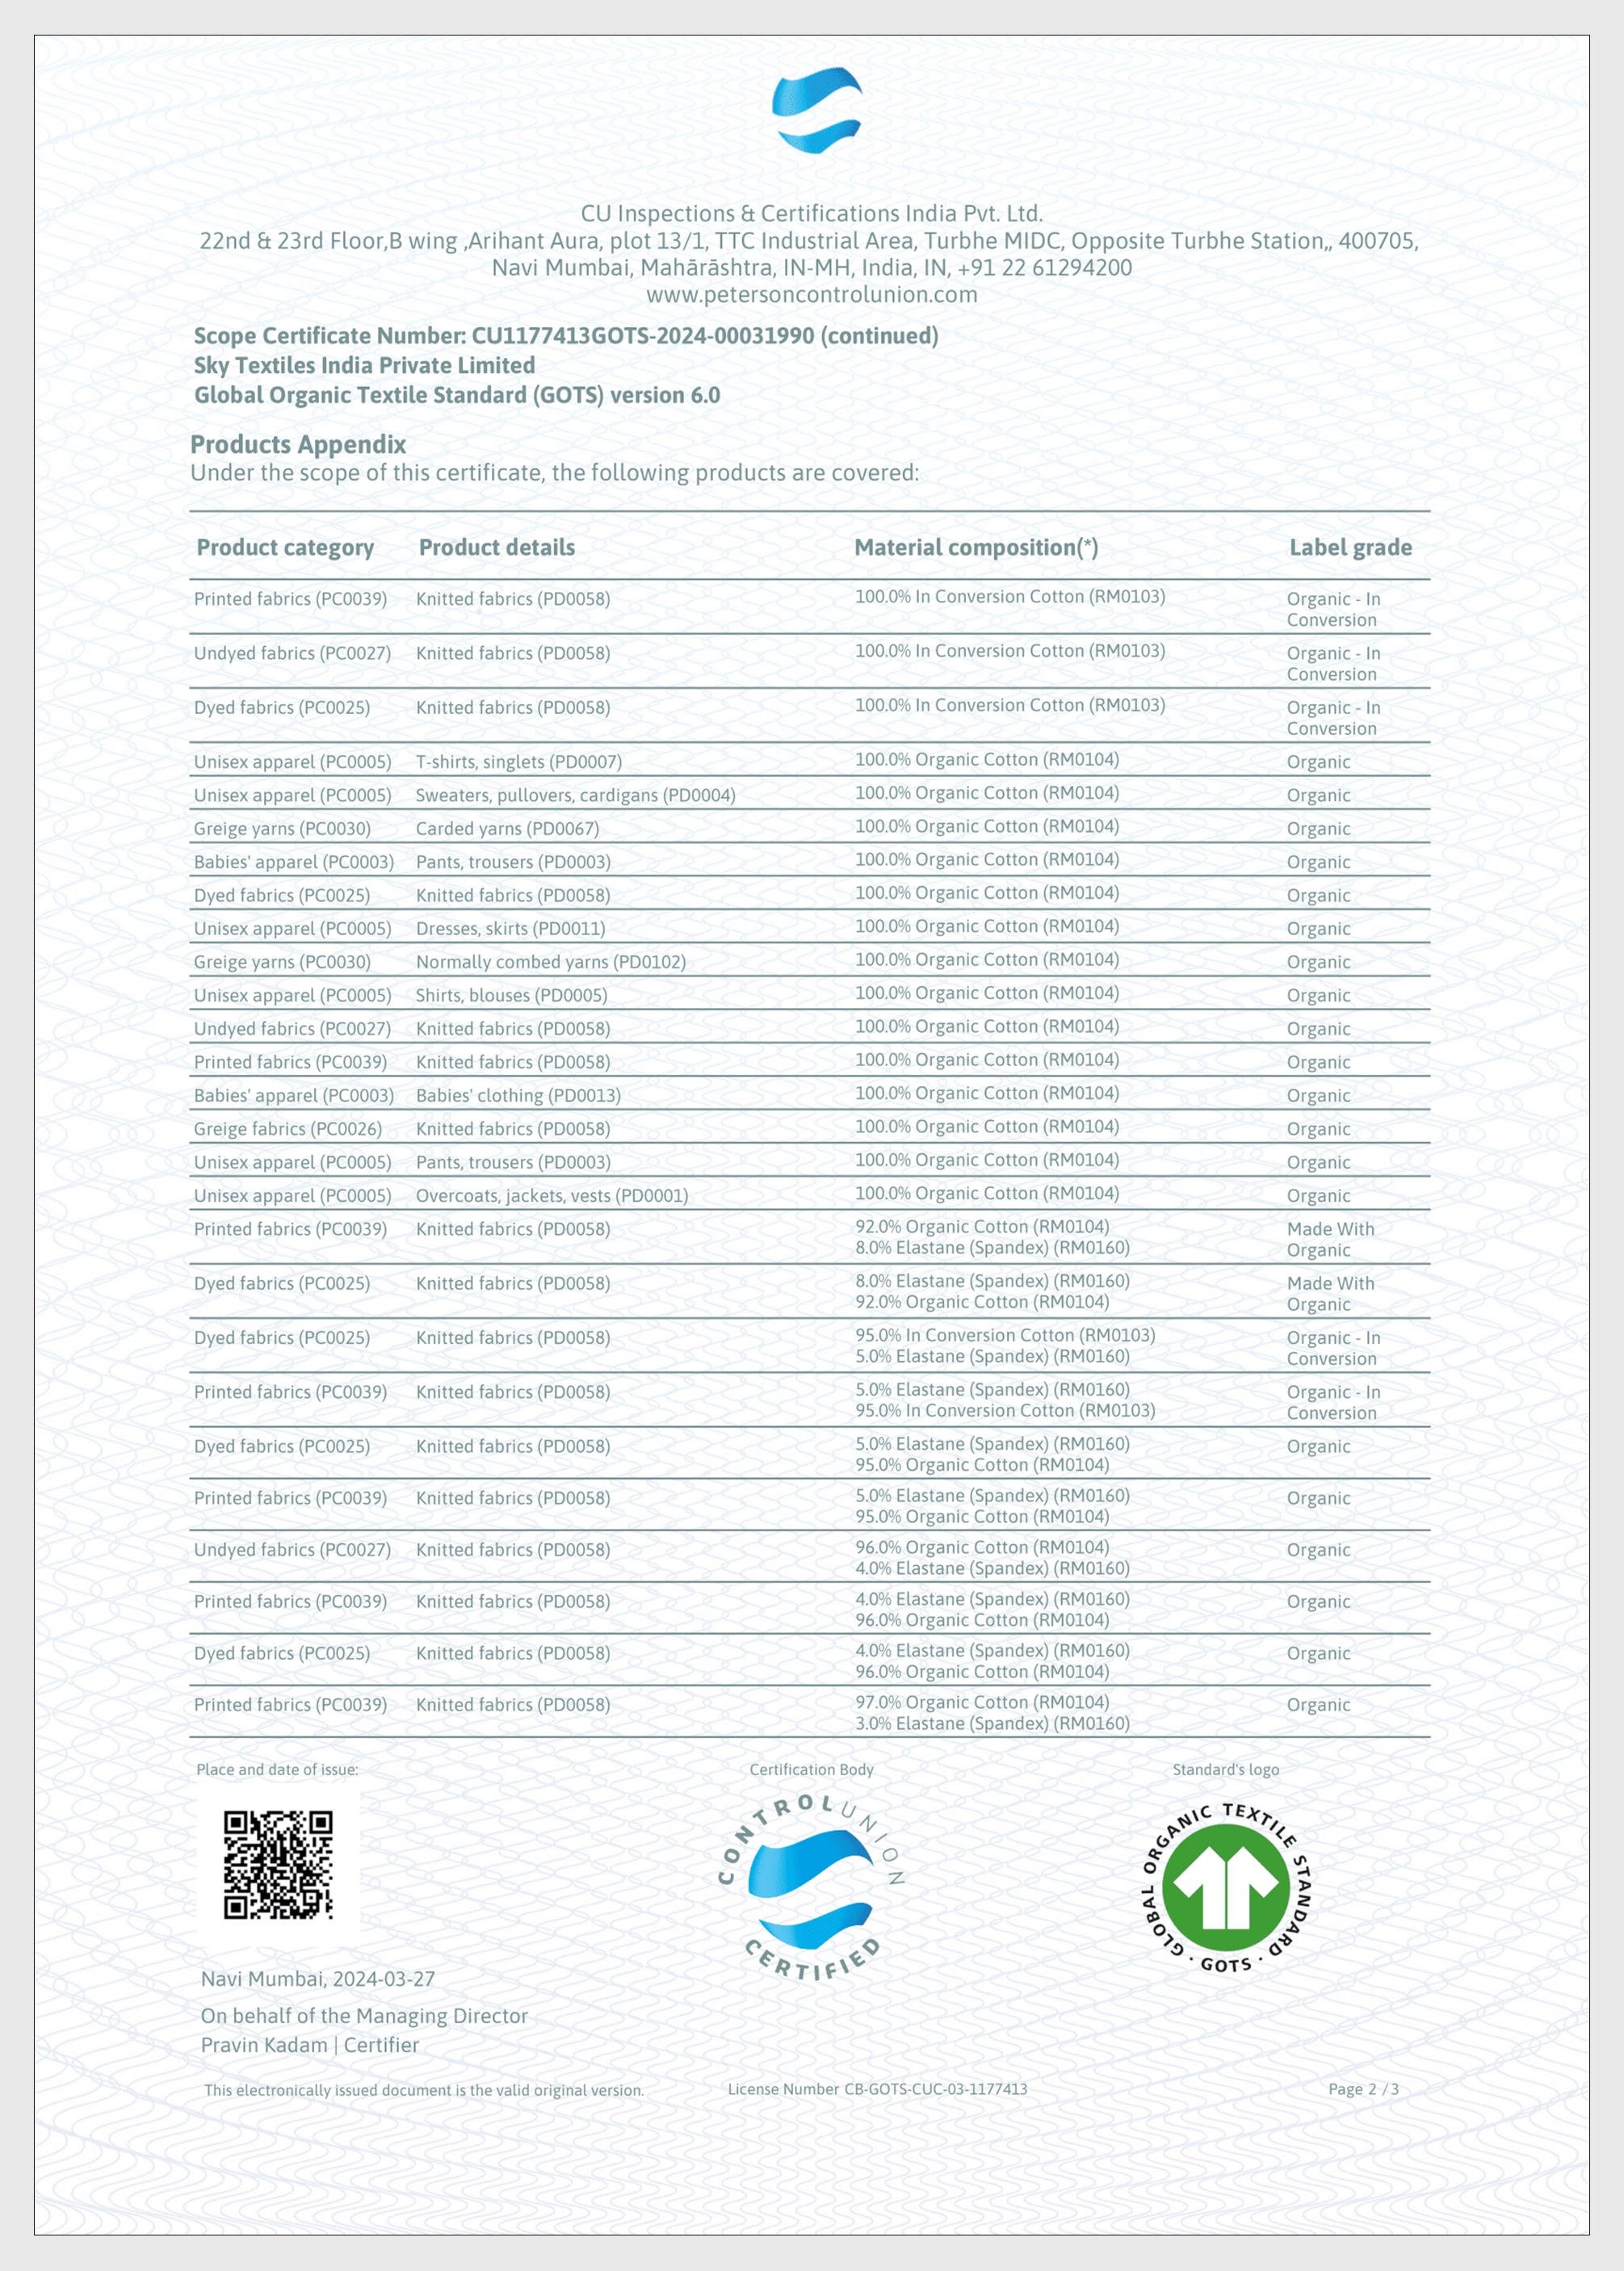 CU Inspections & Certifications India Pvt. Ltd.
22nd & 23rd Floor,B wing ,Arihant Aura, plot 13/1, TTC Industrial Area, Turbhe MIDC, Opposite Turbhe Station,, 400705,
Navi Mumbai, Mahārāshtra, IN-MH, India, IN, +91 22 61294200
www.petersoncontrolunion.com
Scope Certificate Number: CU1177413GOTS-2024-00031990 (continued)
Sky Textiles India Private Limited
Global Organic Textile Standard (GOTS) version 6.0
Products Appendix
Under the scope of this certificate, the following products are covered:
Product category Product details Material composition(*) Label grade
Printed fabrics (PC0039) Knitted fabrics (PD0058) 100.0% In Conversion Cotton (RM0103) Organic - In
Conversion
Undyed fabrics (PC0027) Knitted fabrics (PD0058) 100.0% In Conversion Cotton (RM0103) Organic - In
Conversion
Dyed fabrics (PC0025) Knitted fabrics (PD0058) 100.0% In Conversion Cotton (RM0103) Organic - In
Conversion
Unisex apparel (PC0005) T-shirts, singlets (PD0007) 100.0% Organic Cotton (RM0104) Organic
Unisex apparel (PC0005) Sweaters, pullovers, cardigans (PD0004) 100.0% Organic Cotton (RM0104) Organic
Greige yarns (PC0030) Carded yarns (PD0067) 100.0% Organic Cotton (RM0104) Organic
Babies' apparel (PC0003) Pants, trousers (PD0003) 100.0% Organic Cotton (RM0104) Organic
Dyed fabrics (PC0025) Knitted fabrics (PD0058) 100.0% Organic Cotton (RM0104) Organic
Unisex apparel (PC0005) Dresses, skirts (PD0011) 100.0% Organic Cotton (RM0104) Organic
Greige yarns (PC0030) Normally combed yarns (PD0102) 100.0% Organic Cotton (RM0104) Organic
Unisex apparel (PC0005) Shirts, blouses (PD0005) 100.0% Organic Cotton (RM0104) Organic
Undyed fabrics (PC0027) Knitted fabrics (PD0058) 100.0% Organic Cotton (RM0104) Organic
Printed fabrics (PC0039) Knitted fabrics (PD0058) 100.0% Organic Cotton (RM0104) Organic
Babies' apparel (PC0003) Babies' clothing (PD0013) 100.0% Organic Cotton (RM0104) Organic
Greige fabrics (PC0026) Knitted fabrics (PD0058) 100.0% Organic Cotton (RM0104) Organic
Unisex apparel (PC0005) Pants, trousers (PD0003) 100.0% Organic Cotton (RM0104) Organic
Unisex apparel (PC0005) Overcoats, jackets, vests (PD0001) 100.0% Organic Cotton (RM0104) Organic
Printed fabrics (PC0039) Knitted fabrics (PD0058) 92.0% Organic Cotton (RM0104) Made With
8.0% Elastane (Spandex) (RM0160) Organic
Dyed fabrics (PC0025) Knitted fabrics (PD0058) 8.0% Elastane (Spandex) (RM0160) Made With
92.0% Organic Cotton (RM0104) Organic
Dyed fabrics (PC0025) Knitted fabrics (PD0058) 95.0% In Conversion Cotton (RM0103) Organic - In
5.0% Elastane (Spandex) (RM0160) Conversion
Printed fabrics (PC0039) Knitted fabrics (PD0058) 5.0% Elastane (Spandex) (RM0160) Organic - In
95.0% In Conversion Cotton (RM0103) Conversion
Dyed fabrics (PC0025) Knitted fabrics (PD0058) 5.0% Elastane (Spandex) (RM0160) Organic
95.0% Organic Cotton (RM0104)
Printed fabrics (PC0039) Knitted fabrics (PD0058) 5.0% Elastane (Spandex) (RM0160) Organic
95.0% Organic Cotton (RM0104)
Undyed fabrics (PC0027) Knitted fabrics (PD0058) 96.0% Organic Cotton (RM0104) Organic
4.0% Elastane (Spandex) (RM0160)
Printed fabrics (PC0039) Knitted fabrics (PD0058) 4.0% Elastane (Spandex) (RM0160) Organic
96.0% Organic Cotton (RM0104)
Dyed fabrics (PC0025) Knitted fabrics (PD0058) 4.0% Elastane (Spandex) (RM0160) Organic
96.0% Organic Cotton (RM0104)
Printed fabrics (PC0039) Knitted fabrics (PD0058) 97.0% Organic Cotton (RM0104) Organic
3.0% Elastane (Spandex) (RM0160)
Place and date of issue: Certification Body Standard's logo
CONTROLUNION
CERTIFIED
GLOBAL ORGANIC TEXTILE STANDARD · GOTS ·
Navi Mumbai, 2024-03-27
On behalf of the Managing Director
Pravin Kadam | Certifier
This electronically issued document is the valid original version. License Number CB-GOTS-CUC-03-1177413 Page 2 / 3